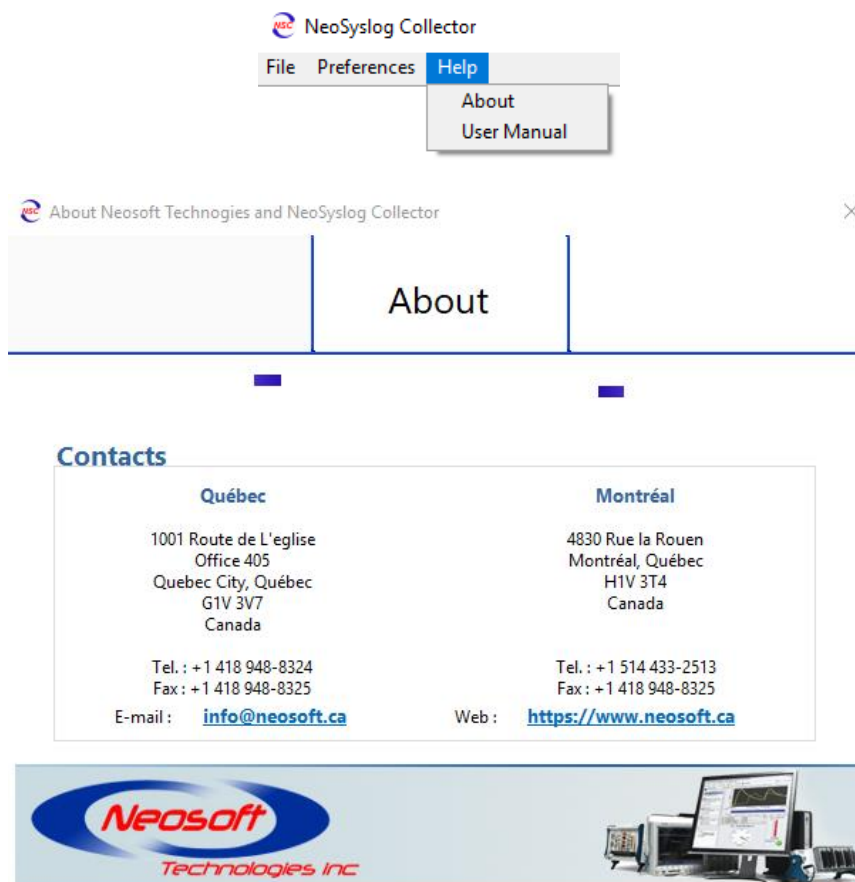 NSC NeoSyslog Collector
File Preferences Help
About
User Manual
NSC About Neosoft Technogies and NeoSyslog Collector
About
Contacts
Québec
1001 Route de L'eglise
Office 405
Quebec City, Québec
G1V 3V7
Canada
Tel. : +1 418 948-8324
Fax : +1 418 948-8325
Montréal
4830 Rue la Rouen
Montréal, Québec
H1V 3T4
Canada
Tel. : +1 514 433-2513
Fax : +1 418 948-8325
E-mail : info@neosoft.ca
Web : https://www.neosoft.ca
Neosoft
Technologies inc